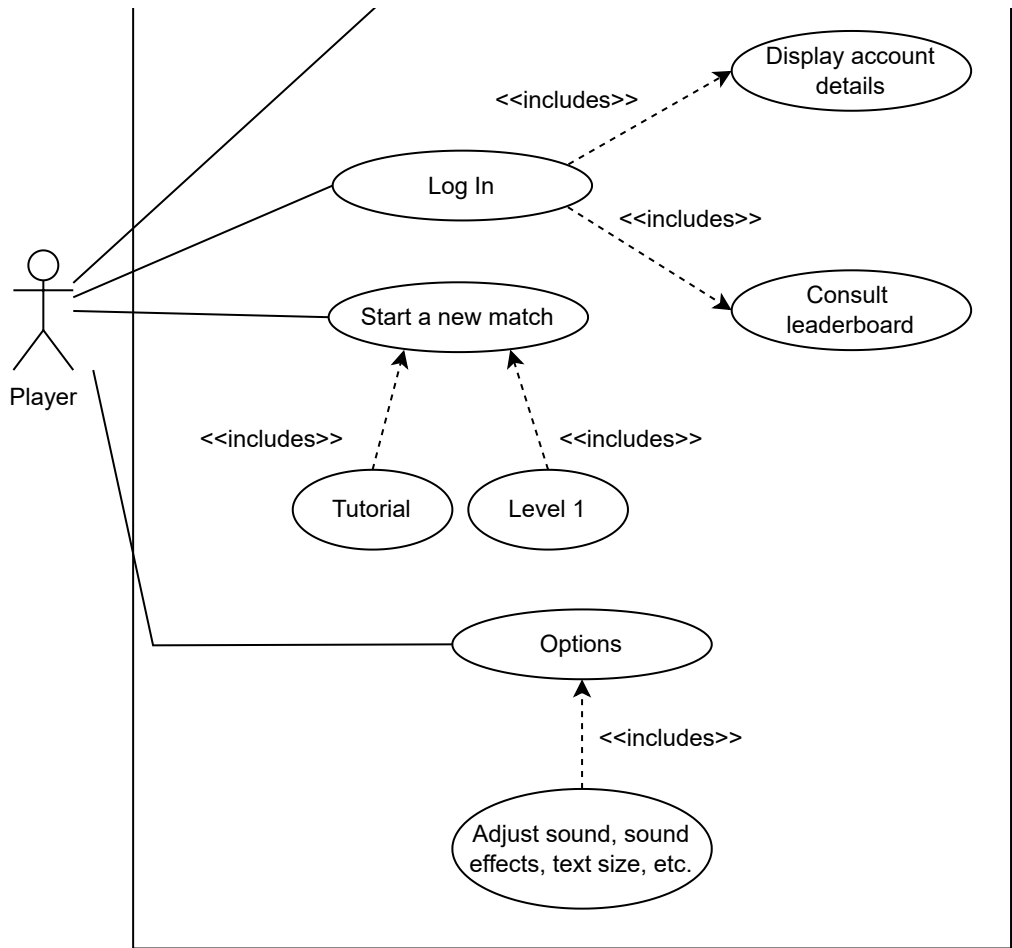 Display account
details
<<includes>>
Log In
<<includes>>
Consult
leaderboard
Start a new match
Player
<<includes>>
<<includes>>
Tutorial
Level 1
Options
<<includes>>
Adjust sound, sound
effects, text size, etc.